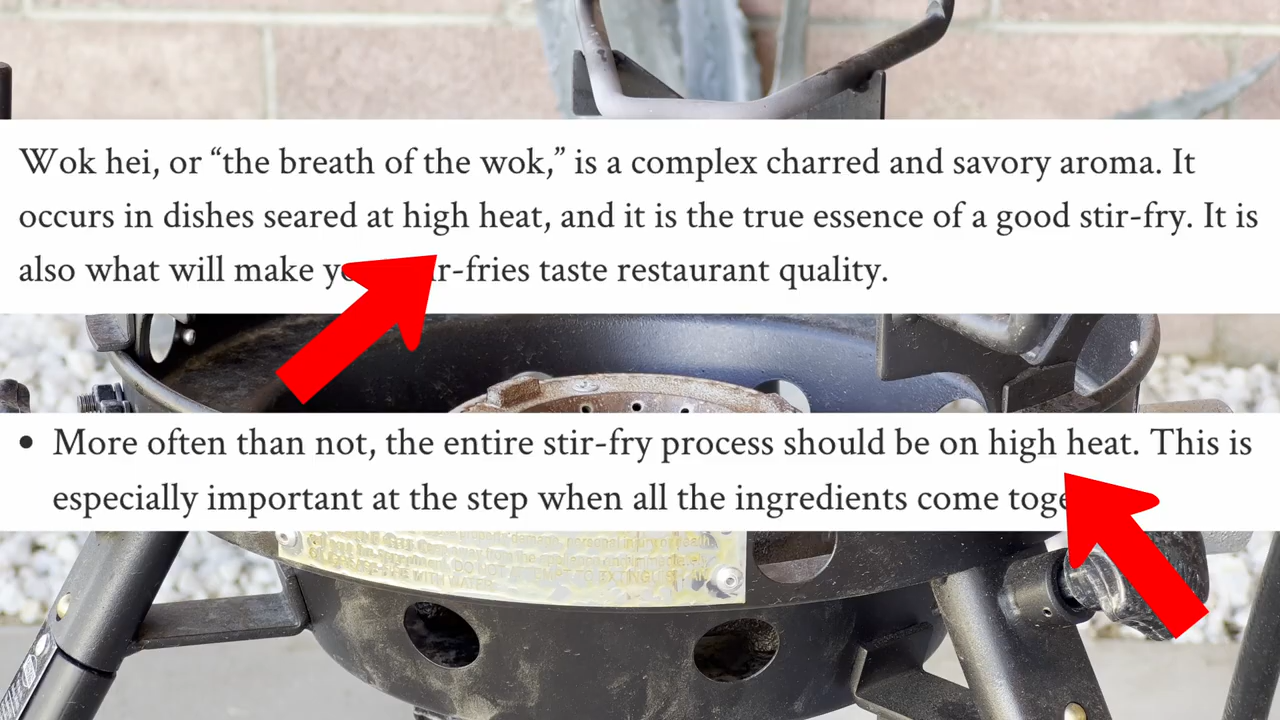 Wok hei, or “the breath of the wok,” is a complex charred and savory aroma. It
occurs in dishes seared at high heat, and it is the true essence of a good stir-fry. It is
also what will make r-fries taste restaurant quality.
• More often than not, the entire stir-fry process should be on high heat. This is
especially important at the step when all the ingredients come
WITH WATER